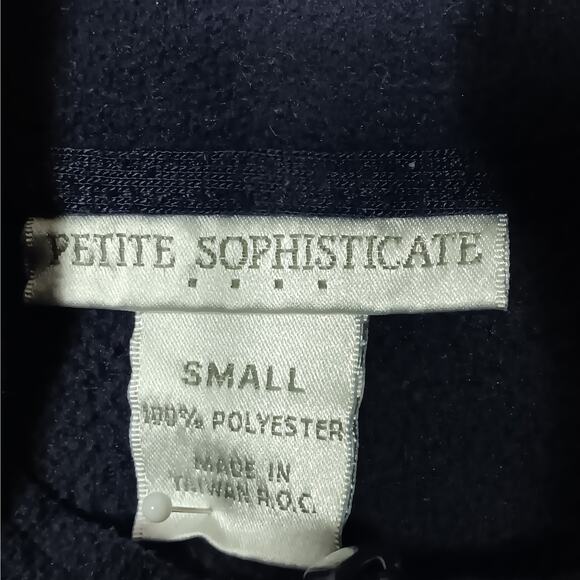 PETITE SOPHISTICATE
SMALL
100% POLYESTER
MADE IN
TAIWAN R.O.C.